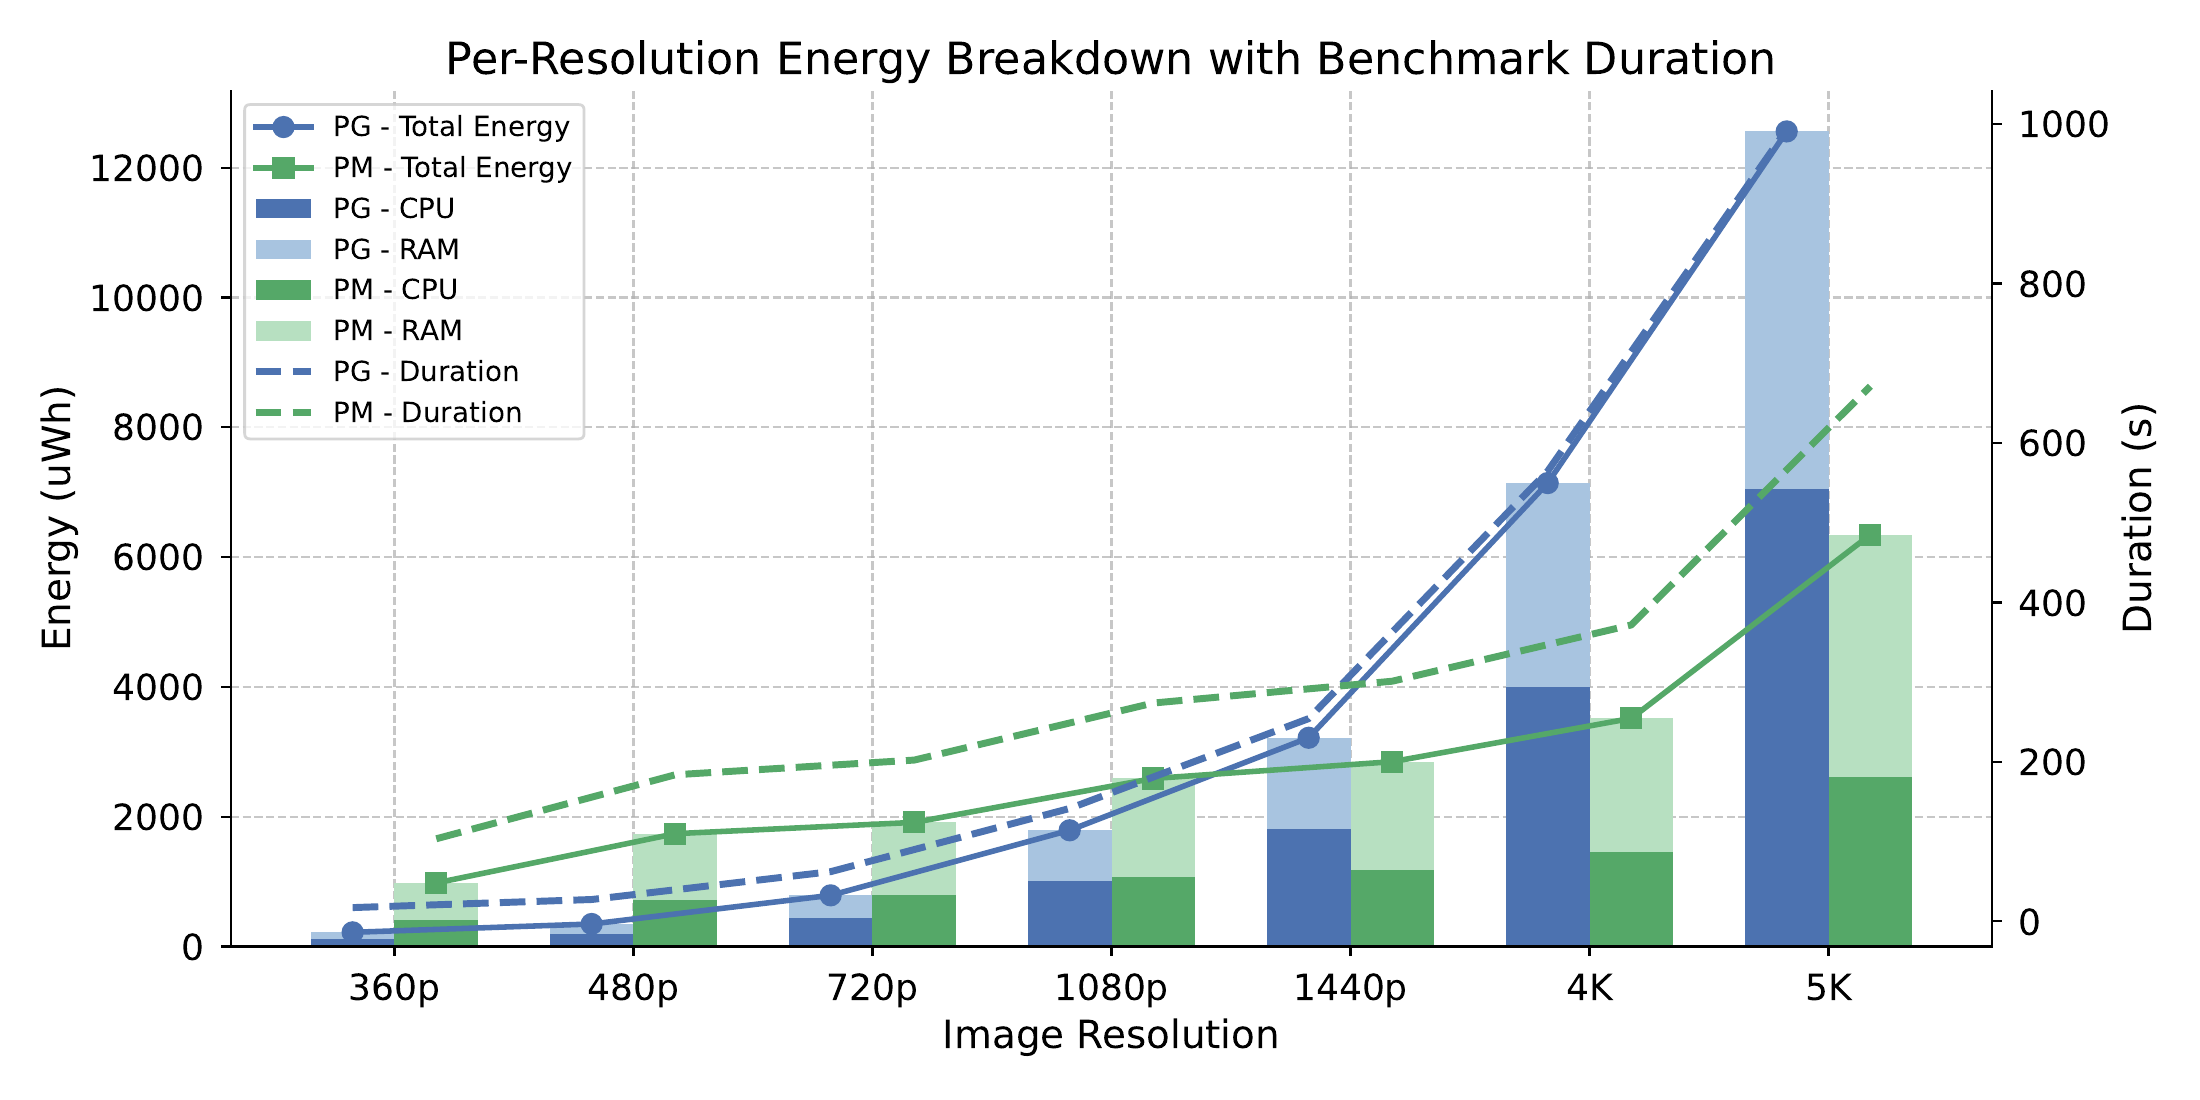 Per-Resolution Energy Breakdown with Benchmark Duration
PG - Total Energy
PM - Total Energy
PG - CPU
PG - RAM
PM - CPU
PM - RAM
PG - Duration
PM - Duration
Energy (uWh)
12000
10000
8000
6000
4000
2000
0
1000
800
600
400
200
0
Duration (s)
360p 480p 720p 1080p 1440p 4K 5K
Image Resolution